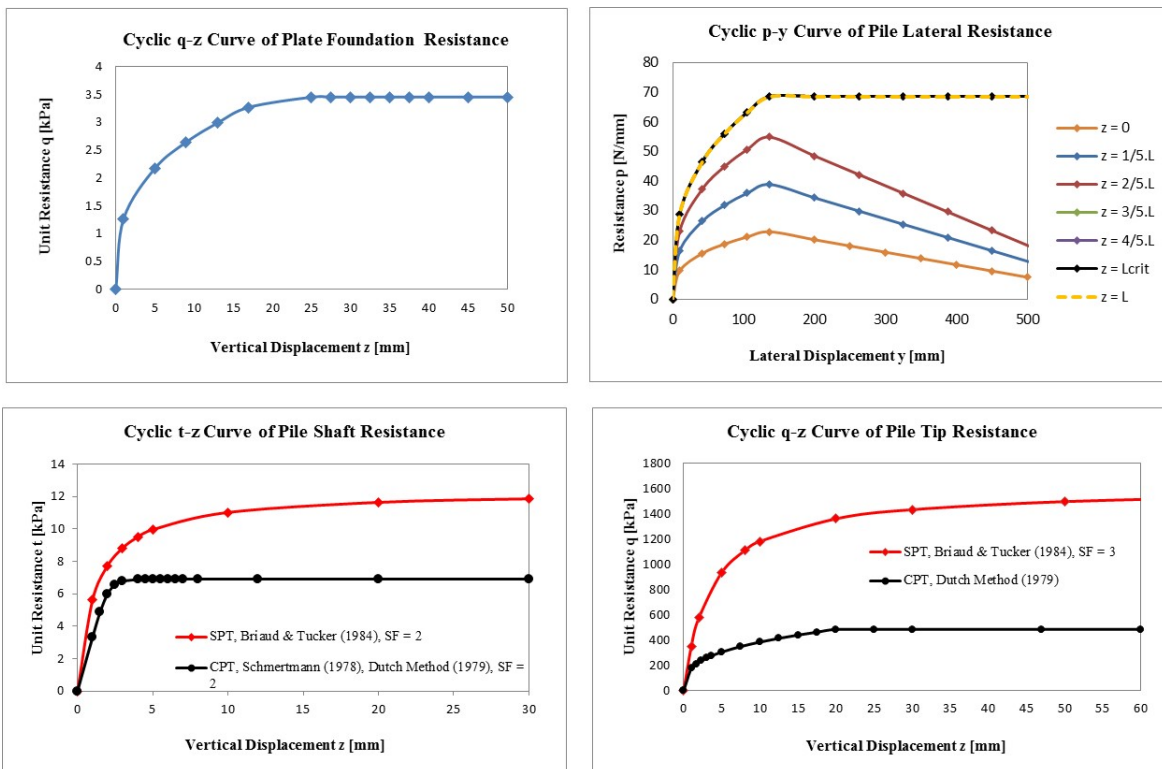 Cyclic q-z Curve of Plate Foundation Resistance
Unit Resistance q [kPa]
4
3.5
3
2.5
2
1.5
1
0.5
0
0 5 10 15 20 25 30 35 40 45 50
Vertical Displacement z [mm]
Cyclic p-y Curve of Pile Lateral Resistance
Resistance p [N/mm]
80
70
60
50
40
30
20
10
0
0 100 200 300 400 500
Lateral Displacement y [mm]
z = 0
z = 1/5.L
z = 2/5.L
z = 3/5.L
z = 4/5.L
z = Lcrit
z = L
Cyclic t-z Curve of Pile Shaft Resistance
Unit Resistance t [kPa]
14
12
10
8
6
4
2
0
0 5 10 15 20 25 30
SPT, Briaud & Tucker (1984), SF = 2
CPT, Schmertmann (1978), Dutch Method (1979), SF =
2
Vertical Displacement z [mm]
Cyclic q-z Curve of Pile Tip Resistance
Unit Resistance q [kPa]
1800
1600
1400
1200
1000
800
600
400
200
0
0 5 10 15 20 25 30 35 40 45 50 55 60
SPT, Briaud & Tucker (1984), SF = 3
CPT, Dutch Method (1979)
Vertical Displacement z [mm]